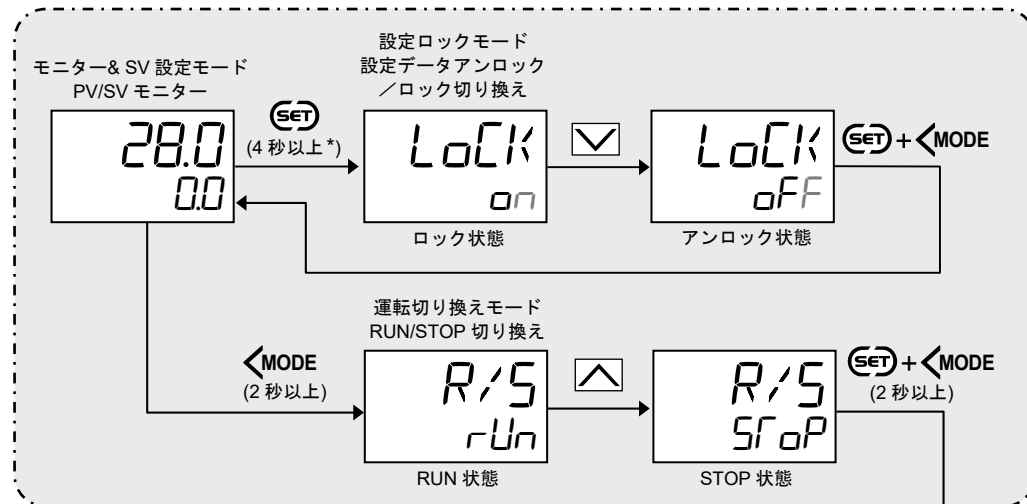 設定ロックモード
設定データアンロック
／ロック切り換え
モニター& SV 設定モード
PV/SV モニター
28.0
0.0
SET
(4 秒以上*)
LoCK
on
ロック状態
LoCK
oFF
アンロック状態
SET + <MODE
<MODE
(2 秒以上)
運転切り換えモード
RUN/STOP 切り換え
R/S
rUn
RUN 状態
R/S
SToP
STOP 状態
SET + <MODE
(2 秒以上)